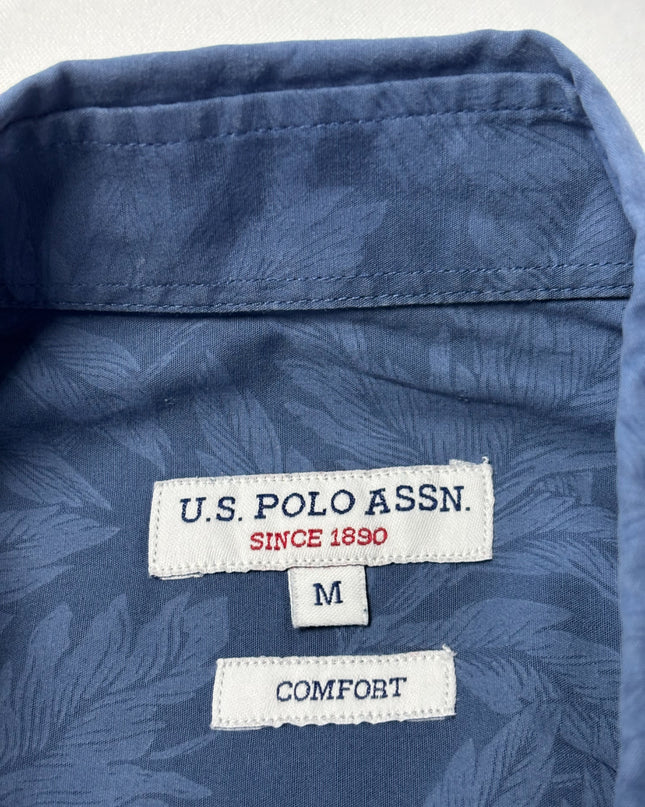 U.S. POLO ASSN.
SINCE 1890
M
COMFORT